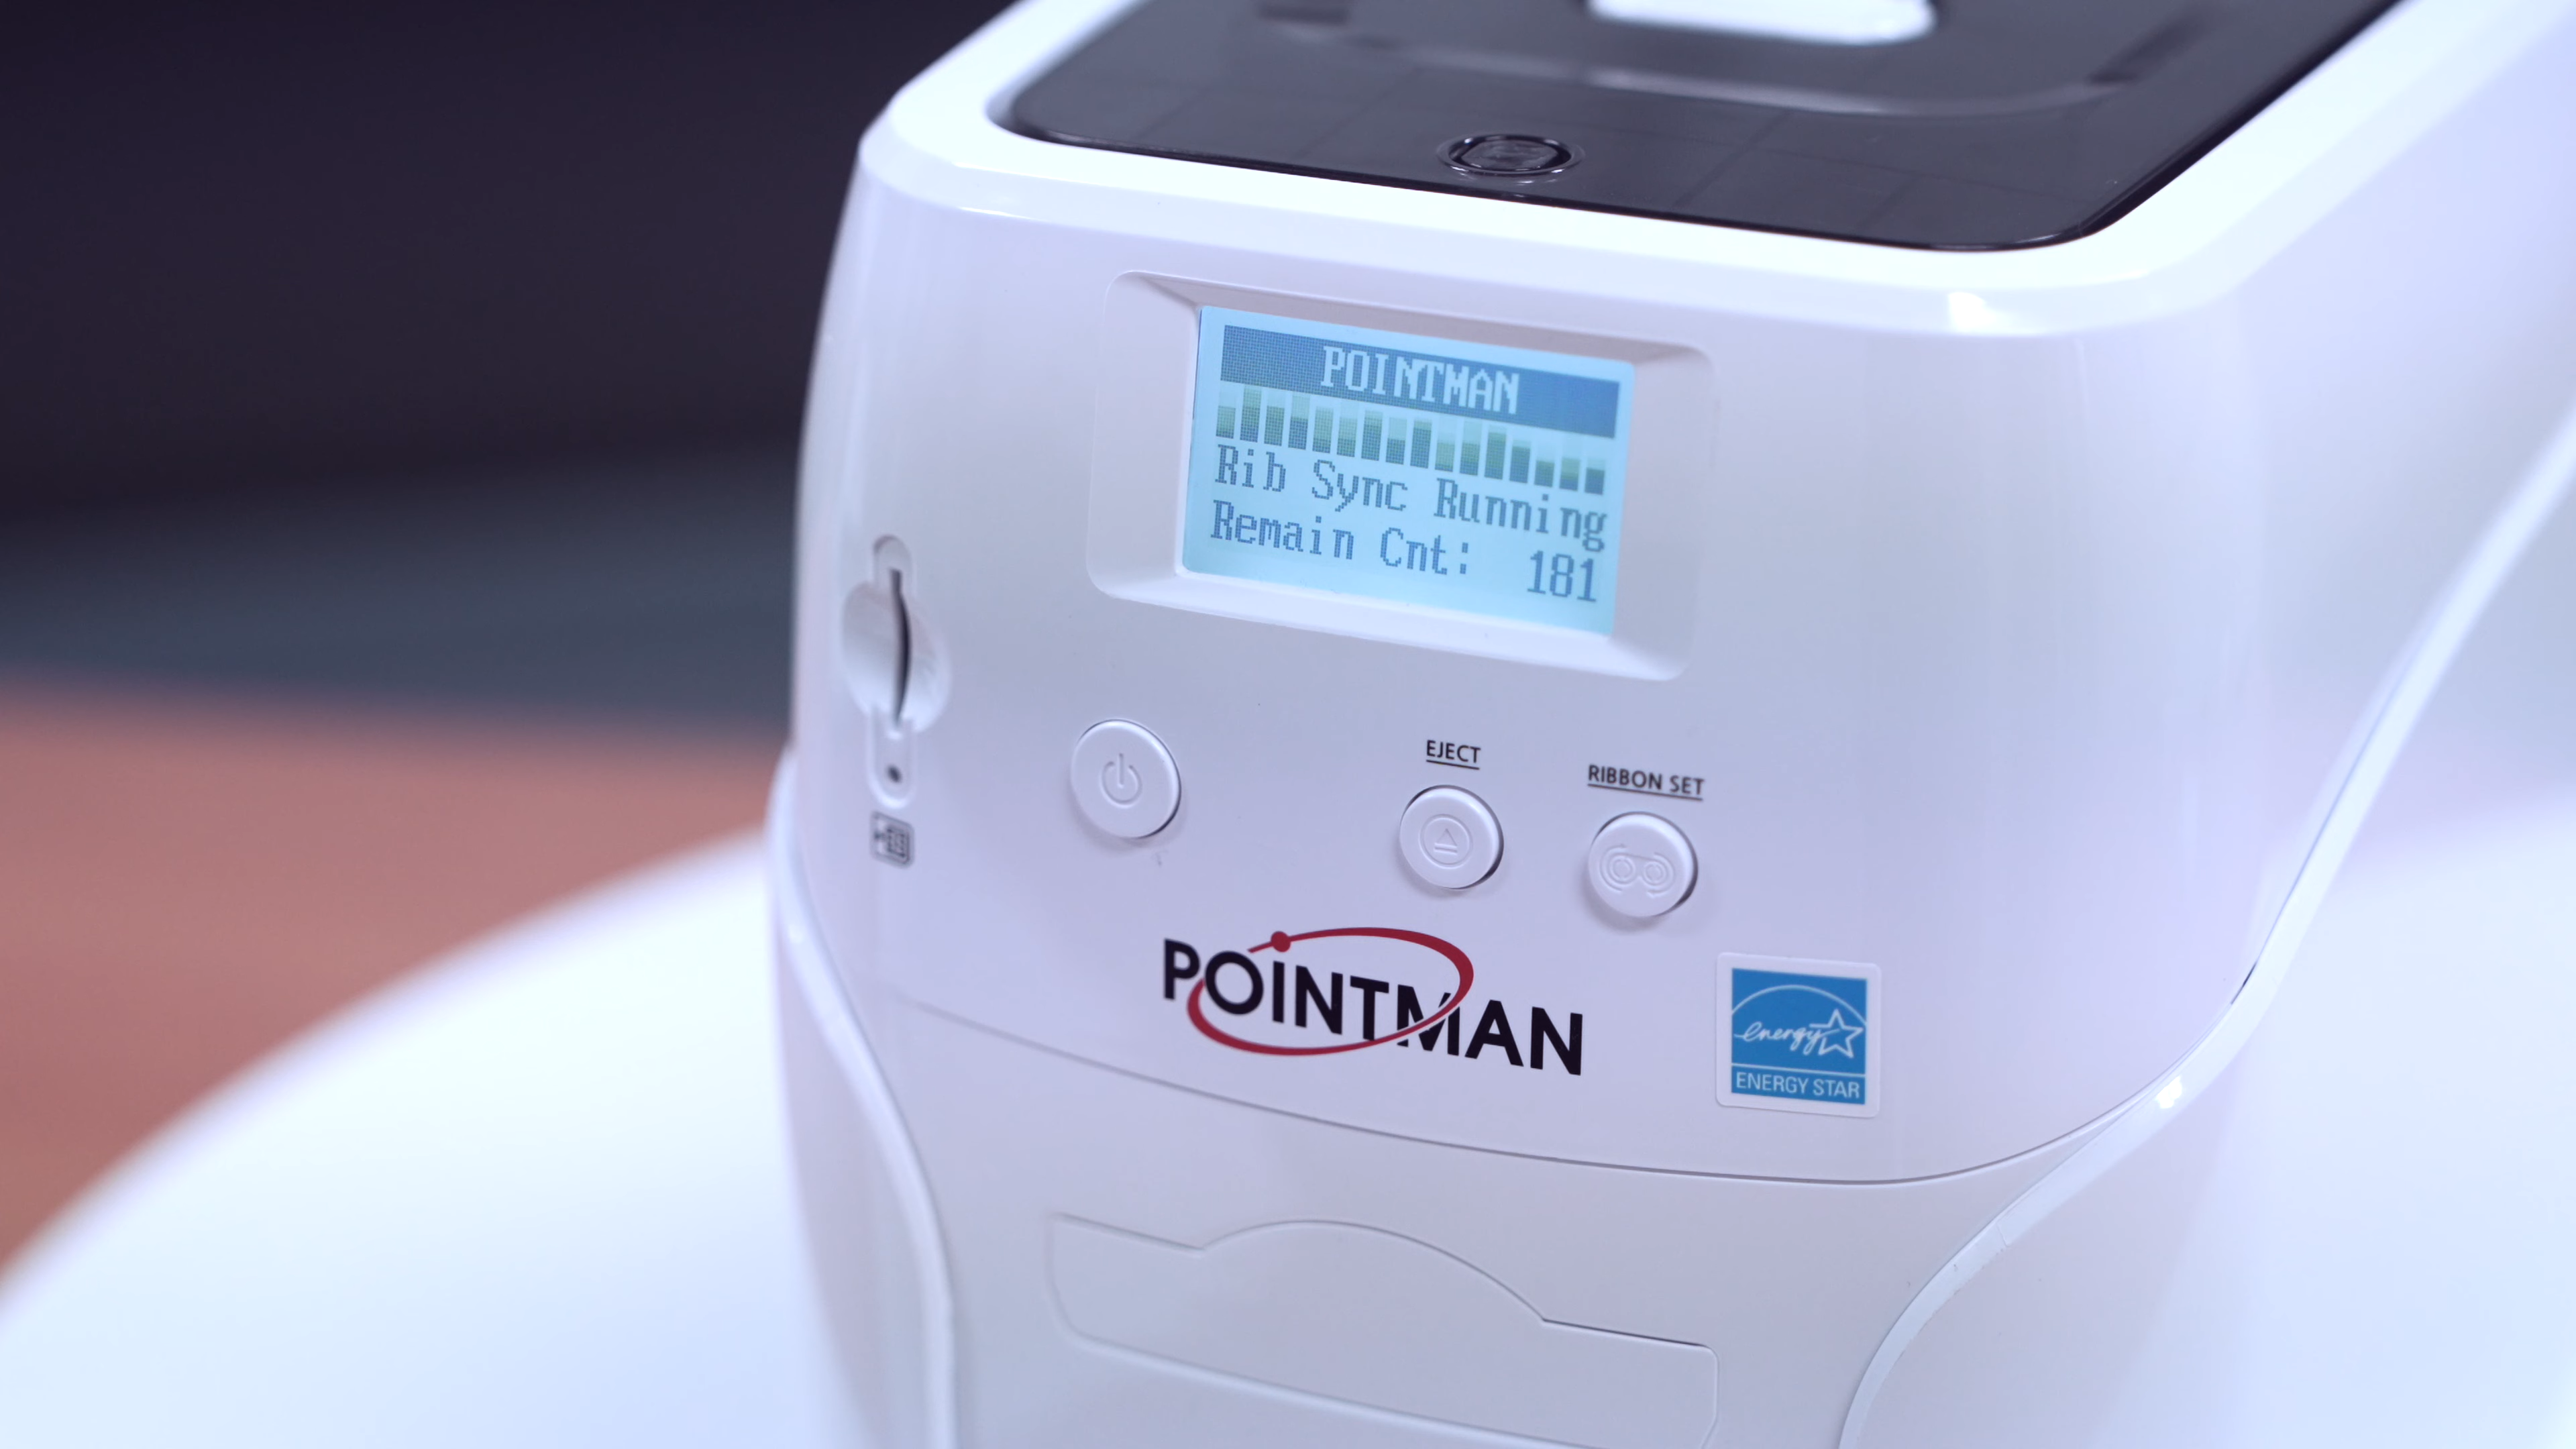 POINTMAN
Rib Sync Running
Remain Cnt: 181
EJECT
RIBBON SET
POINTMAN
energy
ENERGY STAR